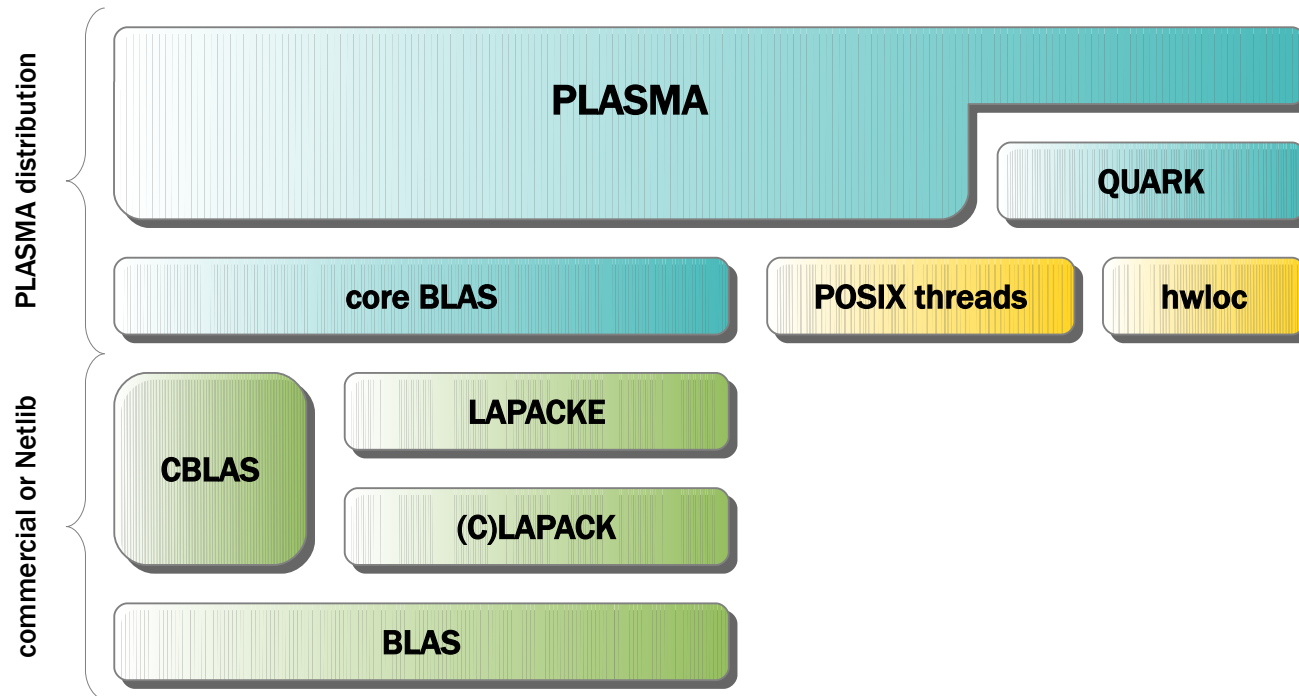 PLASMA distribution
PLASMA
QUARK
core BLAS
POSIX threads
hwloc
commercial or Netlib
CBLAS
LAPACKE
(C)LAPACK
BLAS